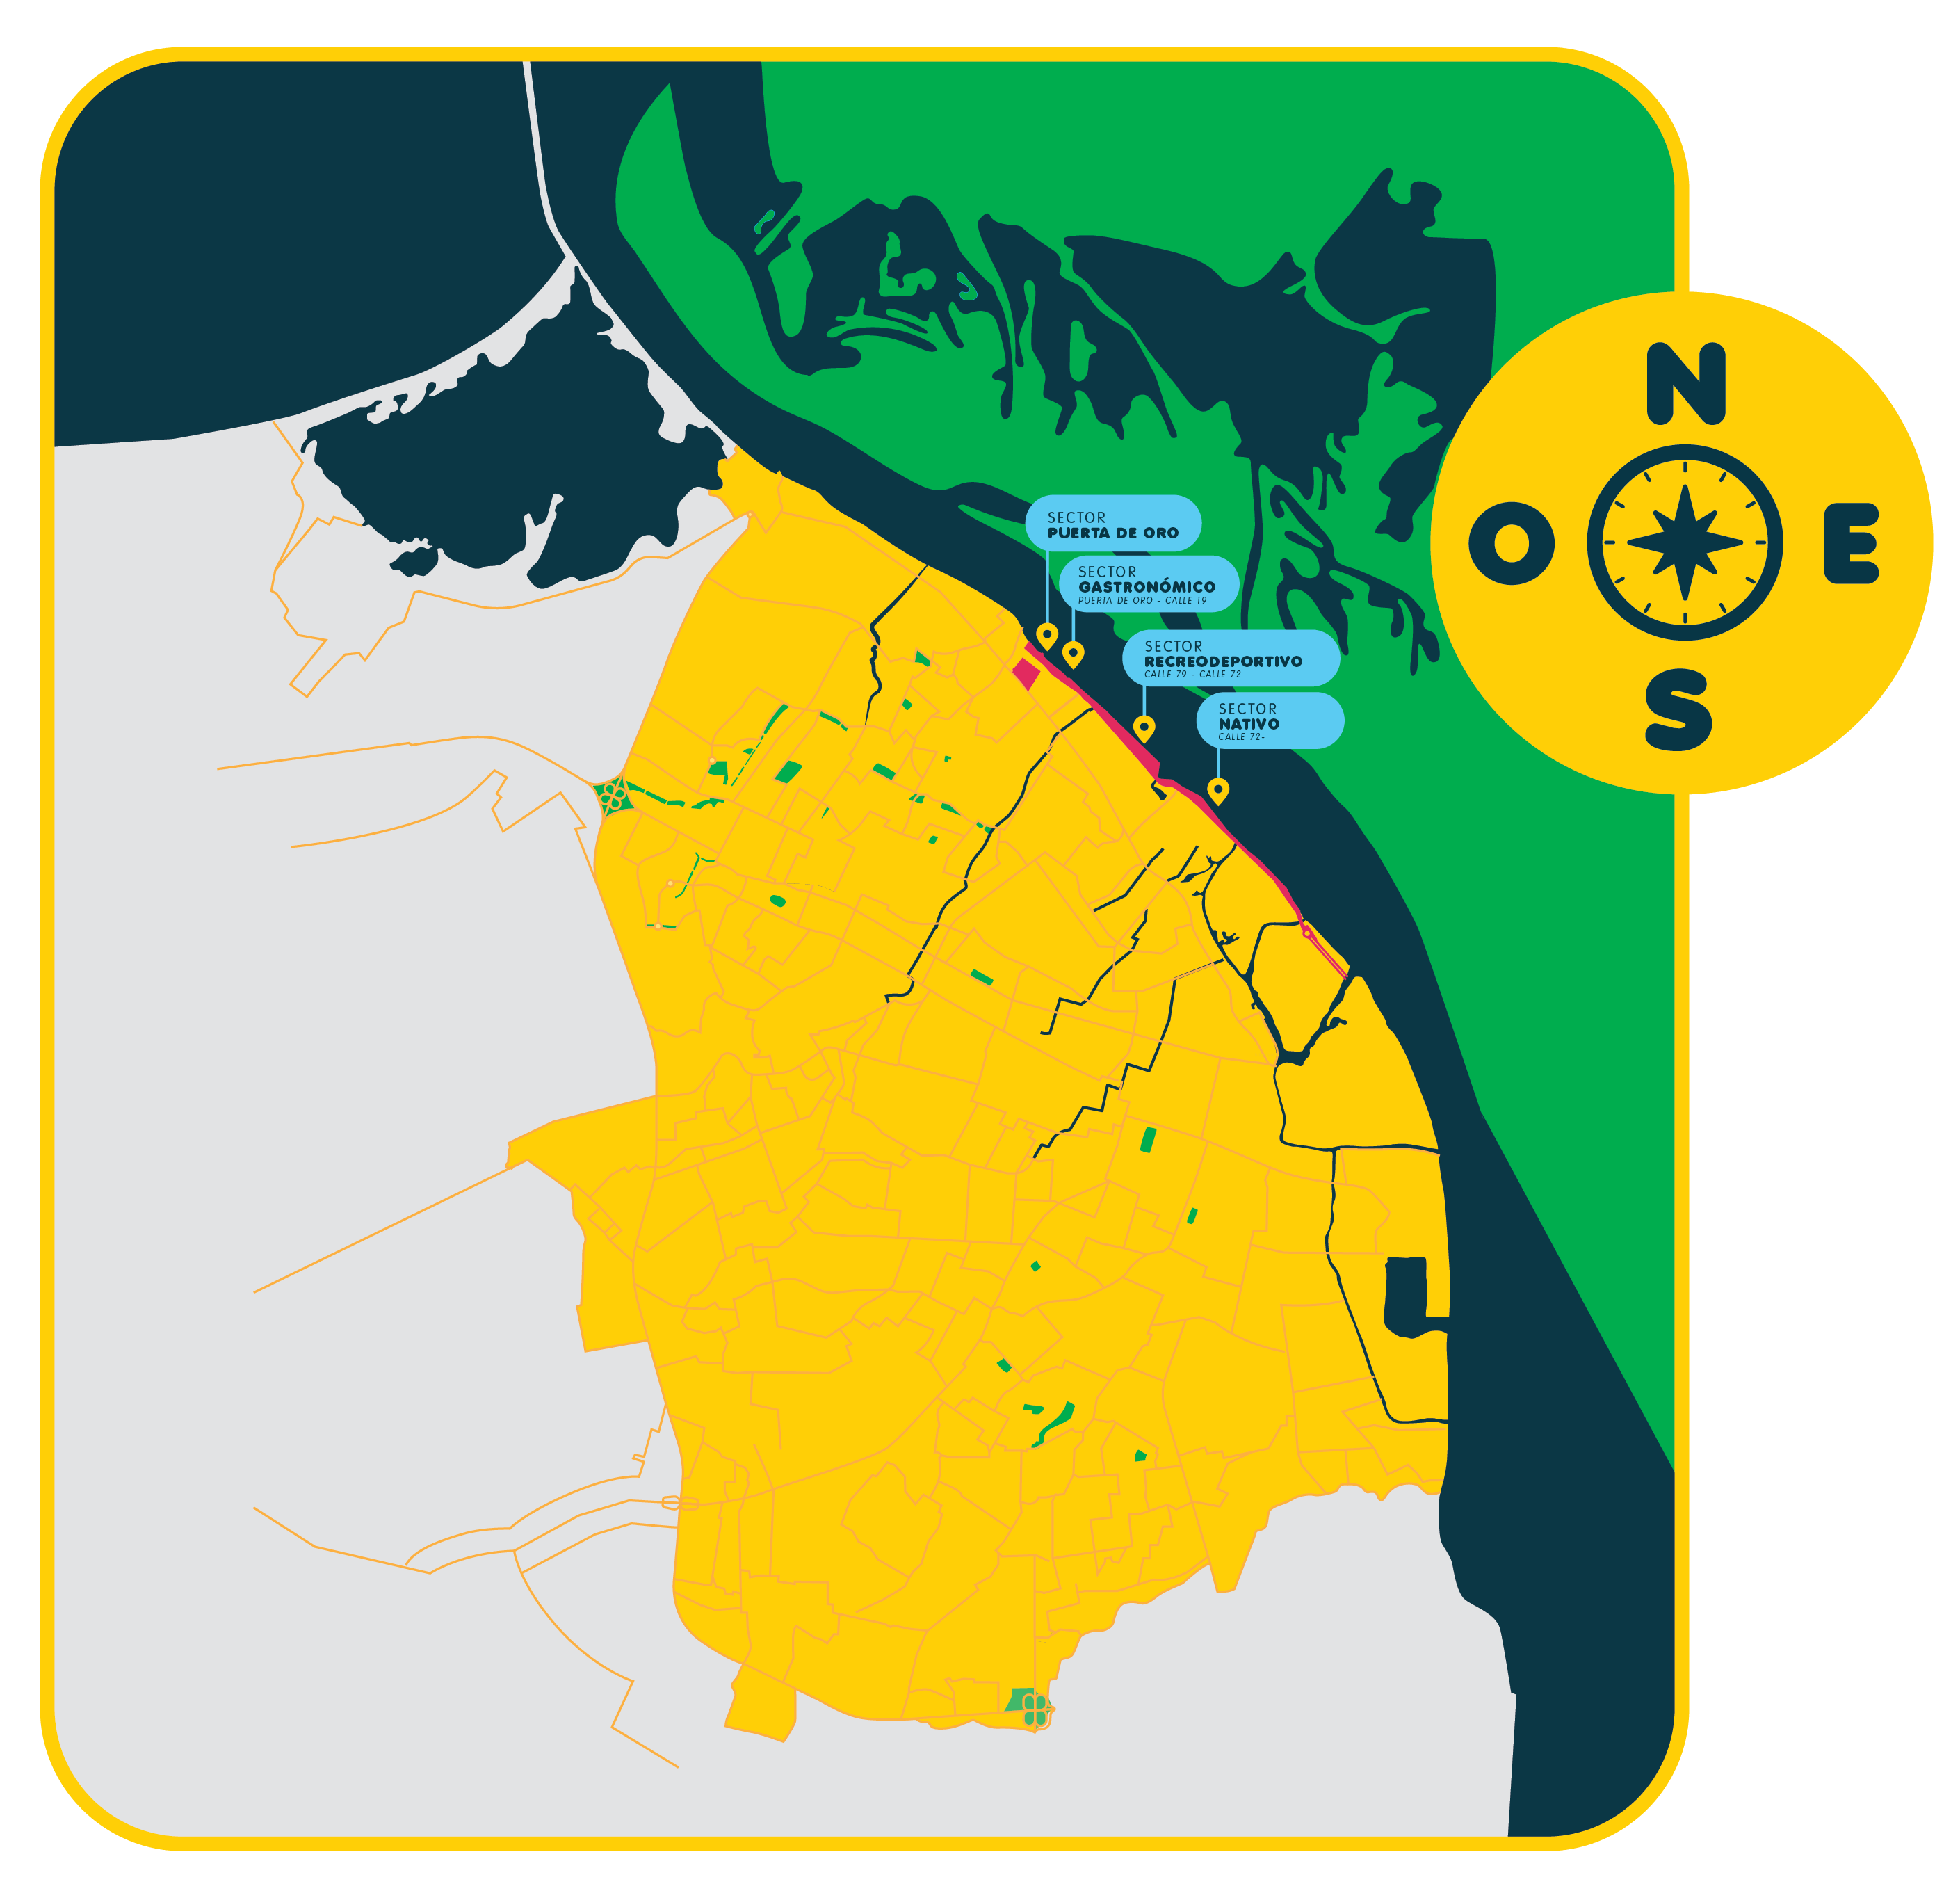 N
O
E
S
SECTOR
PUERTA DE ORO
SECTOR
GASTRONÓMICO
PUERTA DE ORO - CALLE 19
SECTOR
RECREODEPORTIVO
CALLE 79 - CALLE 72
SECTOR
NATIVO
CALLE 72-